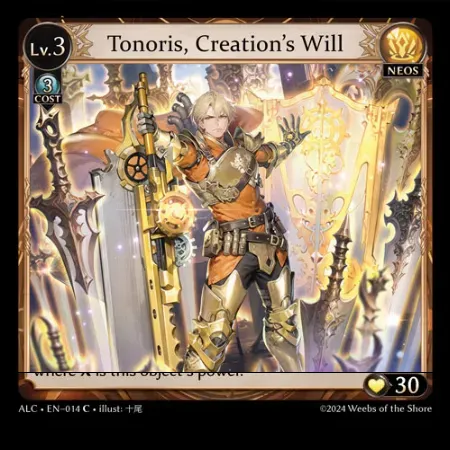 Lv.3
Tonoris, Creation's Will
NEOS
3
COST
where X is this object's power.
30
ALC • EN-014 C • illust: 十尾
©2024 Weebs of the Shore